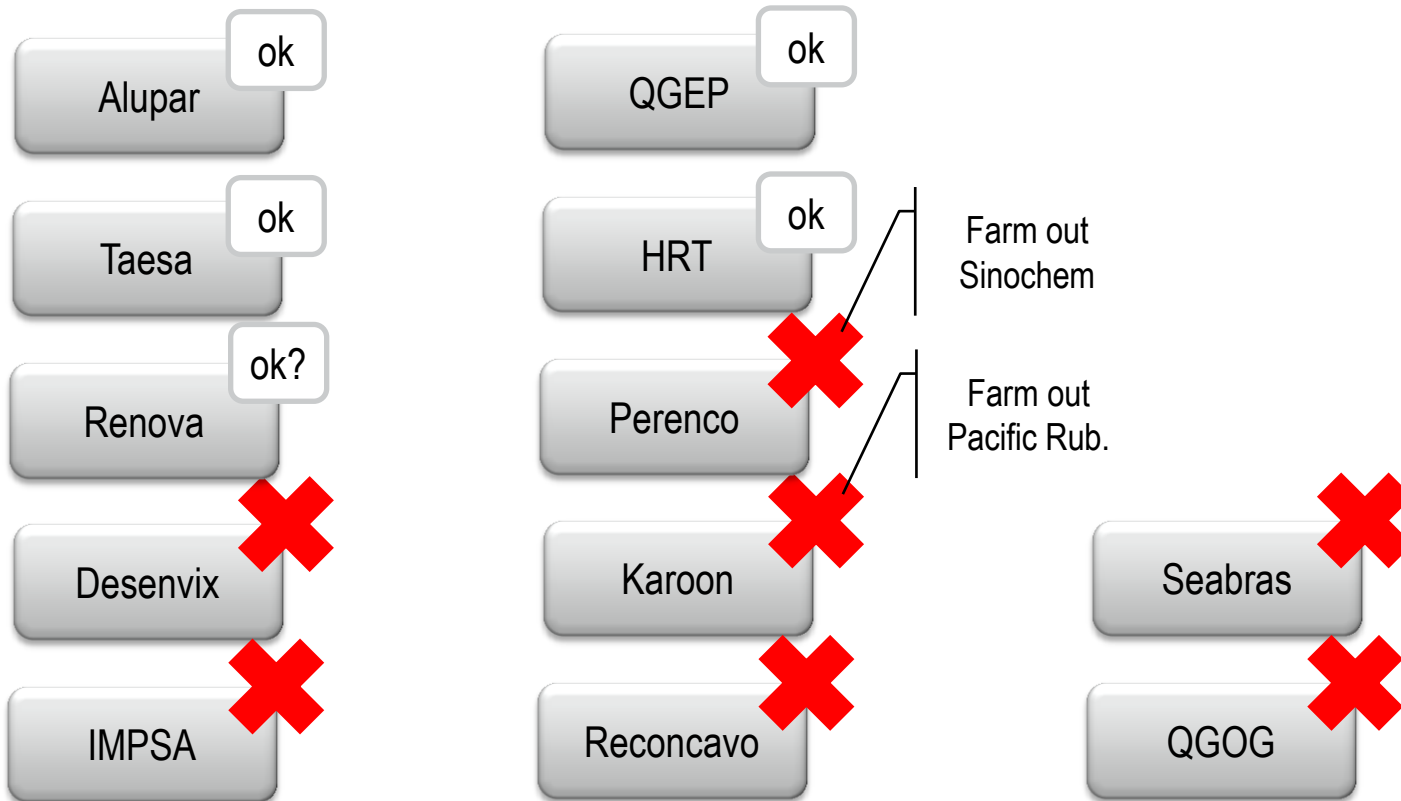 ok
Alupar
ok
Taesa
ok?
Renova
Desenvix
IMPSA
ok
QGEP
ok
HRT
Farm out
Sinochem
Perenco
Farm out
Pacific Rub.
Karoon
Reconcavo
Seabras
QGOG